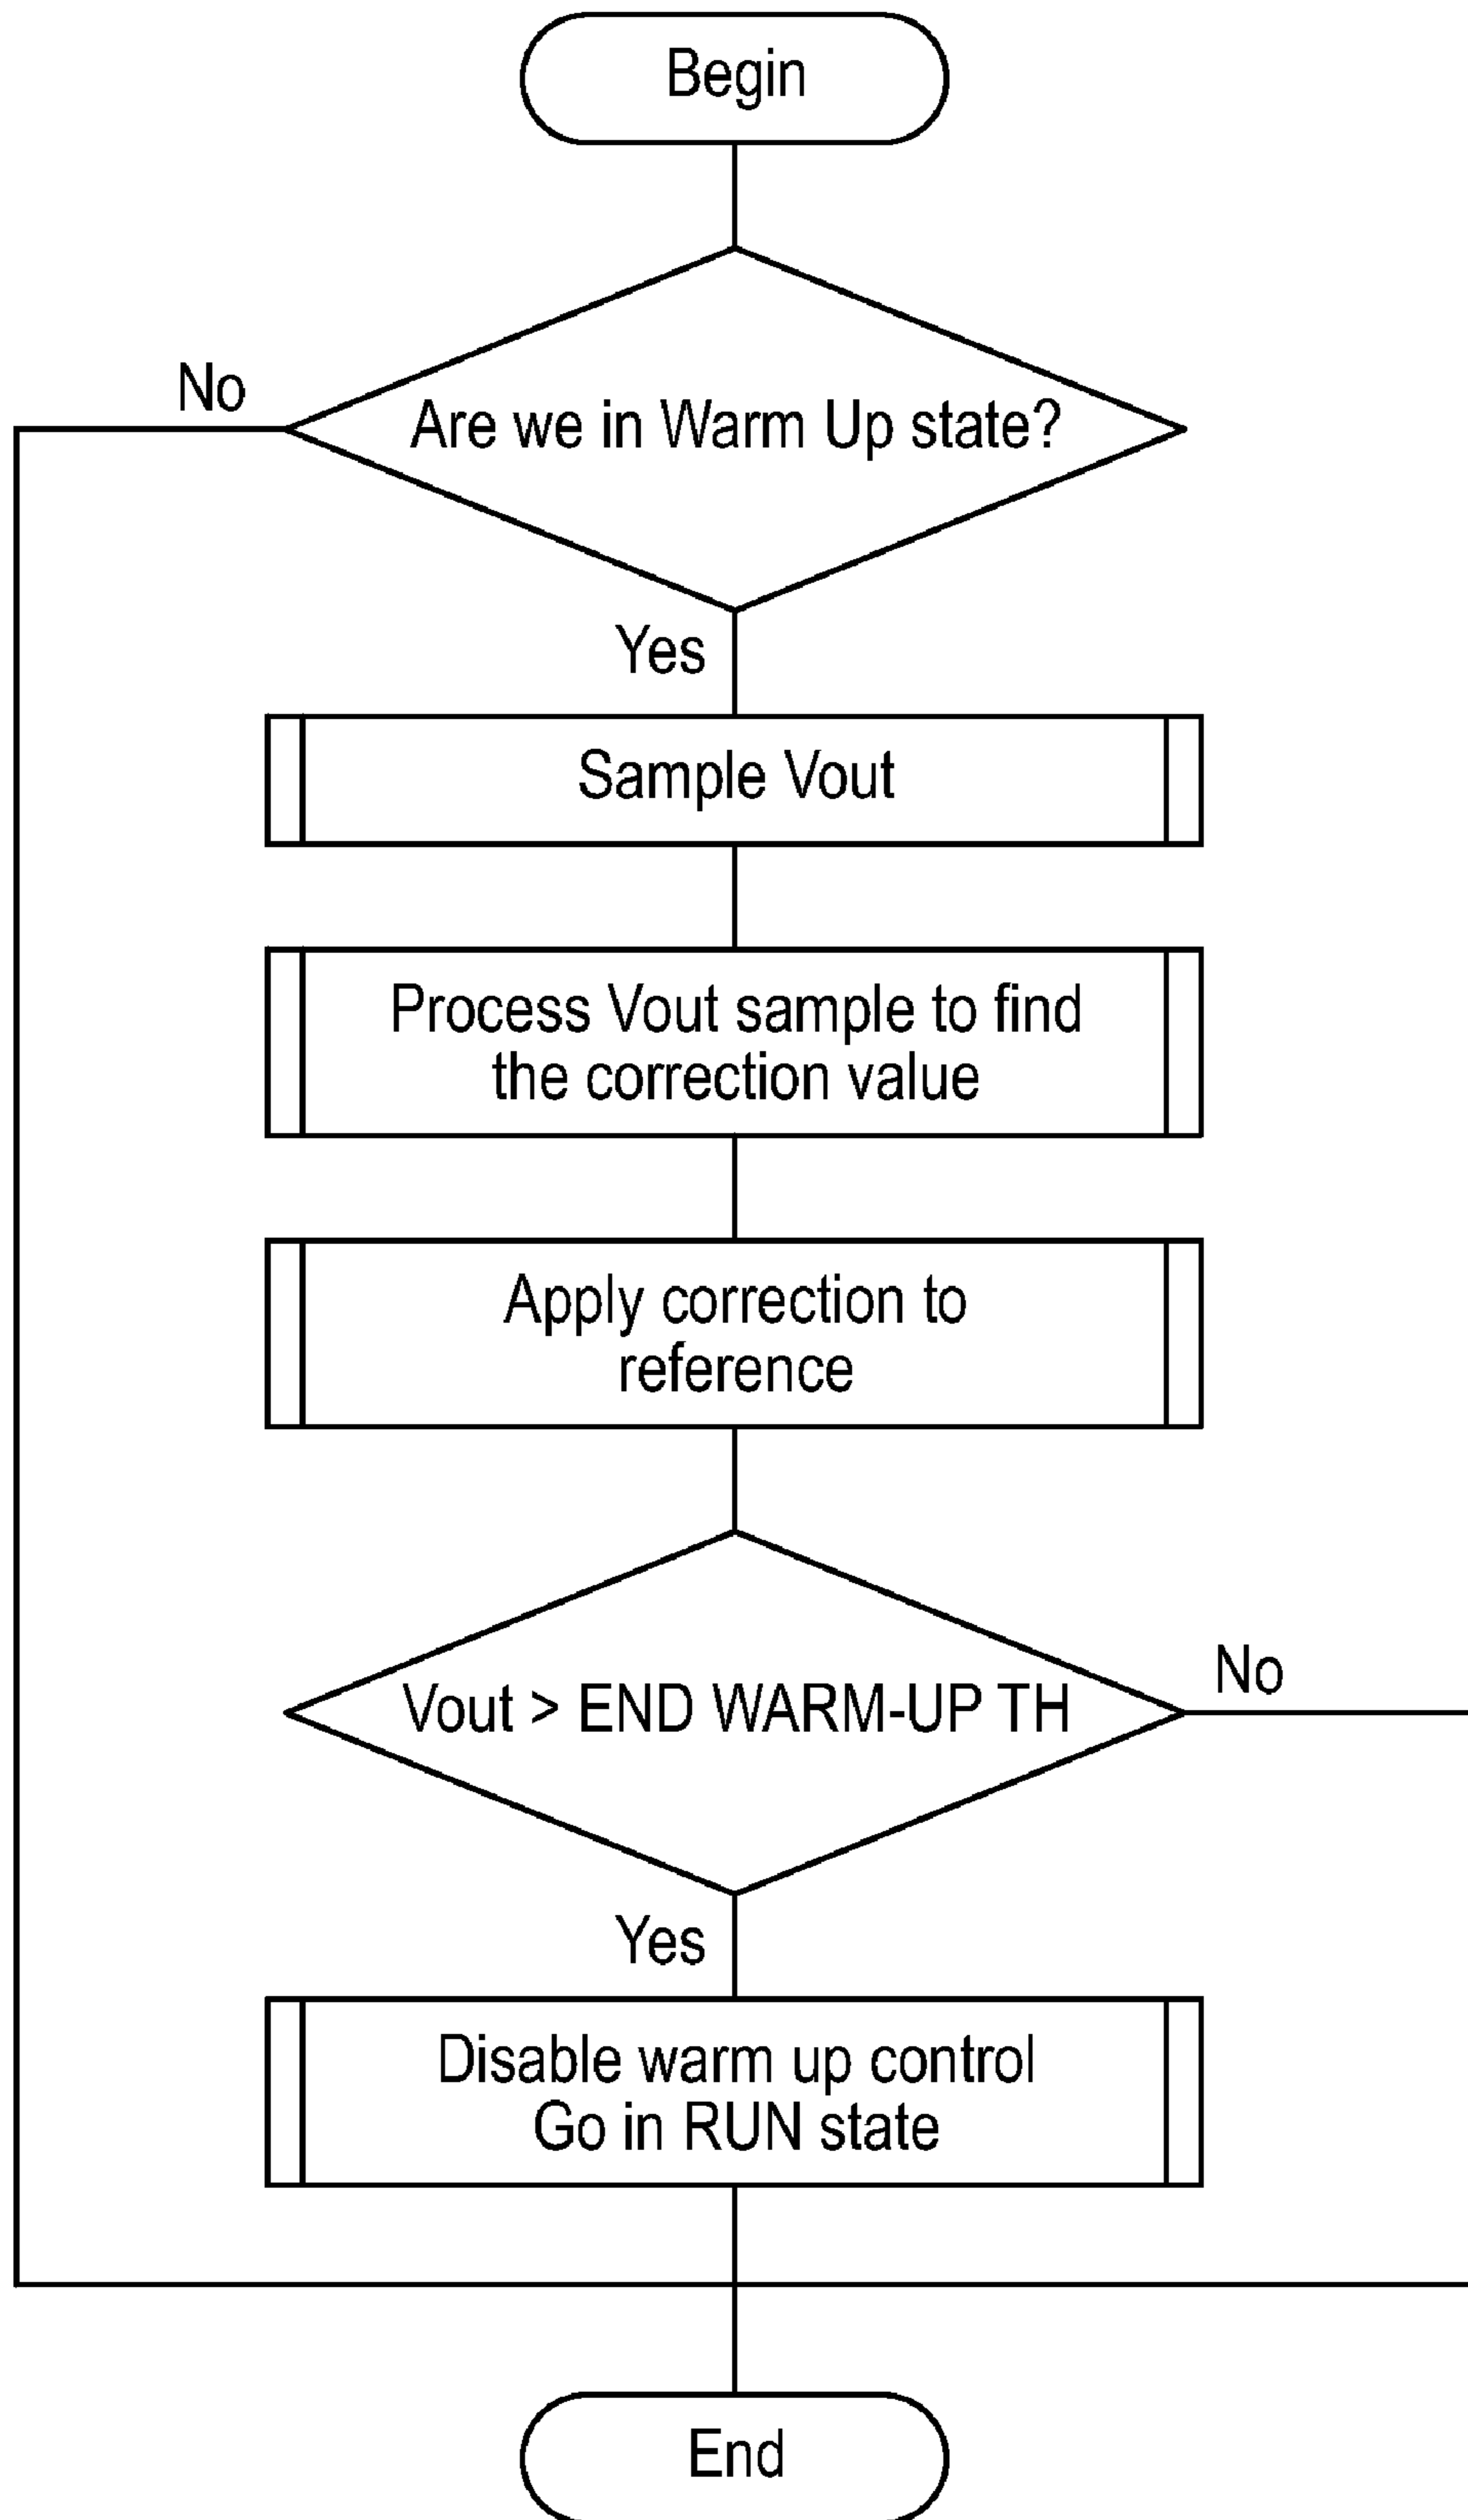 Begin
No
Are we in Warm Up state?
Yes
Sample Vout
Process Vout sample to find
the correction value
Apply correction to
reference
No
Vout > END WARM-UP TH
Yes
Disable warm up control
Go in RUN state
End